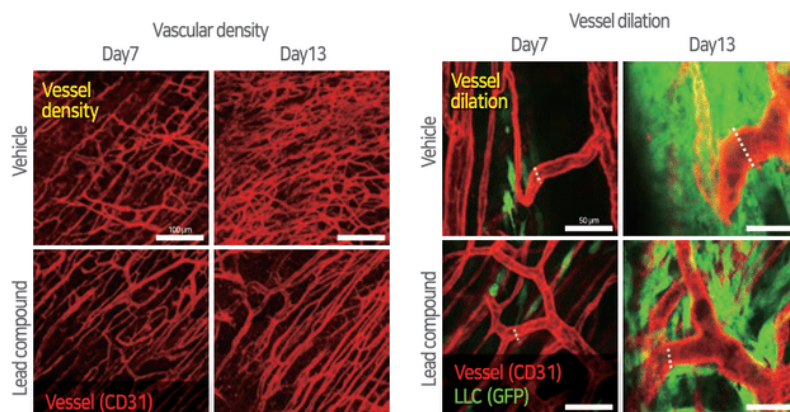 Vascular density
Day7
Day13
Vehicle
Lead compound
Vessel
density
100 µm
Vessel (CD31)
Vessel dilation
Day7
Day13
Vehicle
Lead compound
Vessel
dilation
50 µm
Vessel (CD31)
LLC (GFP)